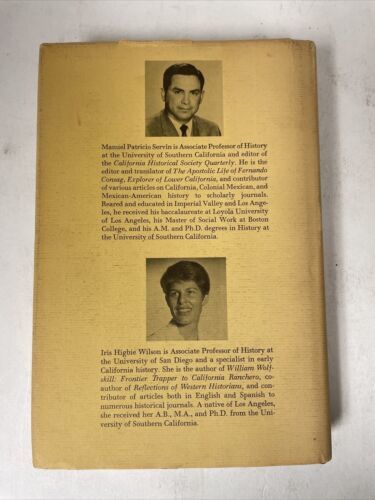 Manuel Patricio Servín is Associate Professor of History
at the University of Southern California and editor of
the California Historical Society Quarterly. He is the
editor and translator of The Apostolic Life of Fernando
Consag, Explorer of Lower California, and contributor
of various articles on California, Colonial Mexican, and
Mexican-American history to scholarly journals.
Reared and educated in Imperial Valley and Los Ange-
les, he received his baccalaureate at Loyola University
of Los Angeles, his Master of Social Work at Boston
College, and his A.M. and Ph.D. degrees in History at
the University of Southern California.
Iris Higbie Wilson is Associate Professor of History at
the University of San Diego and a specialist in early
California history. She is the author of William Wolf-
skill: Frontier Trapper to California Ranchero, co-
author of Reflections of Western Historians, and con-
tributor of articles both in English and Spanish to
numerous historical journals. A native of Los Angeles,
she received her A.B., M.A., and Ph.D. from the Uni-
versity of Southern California.